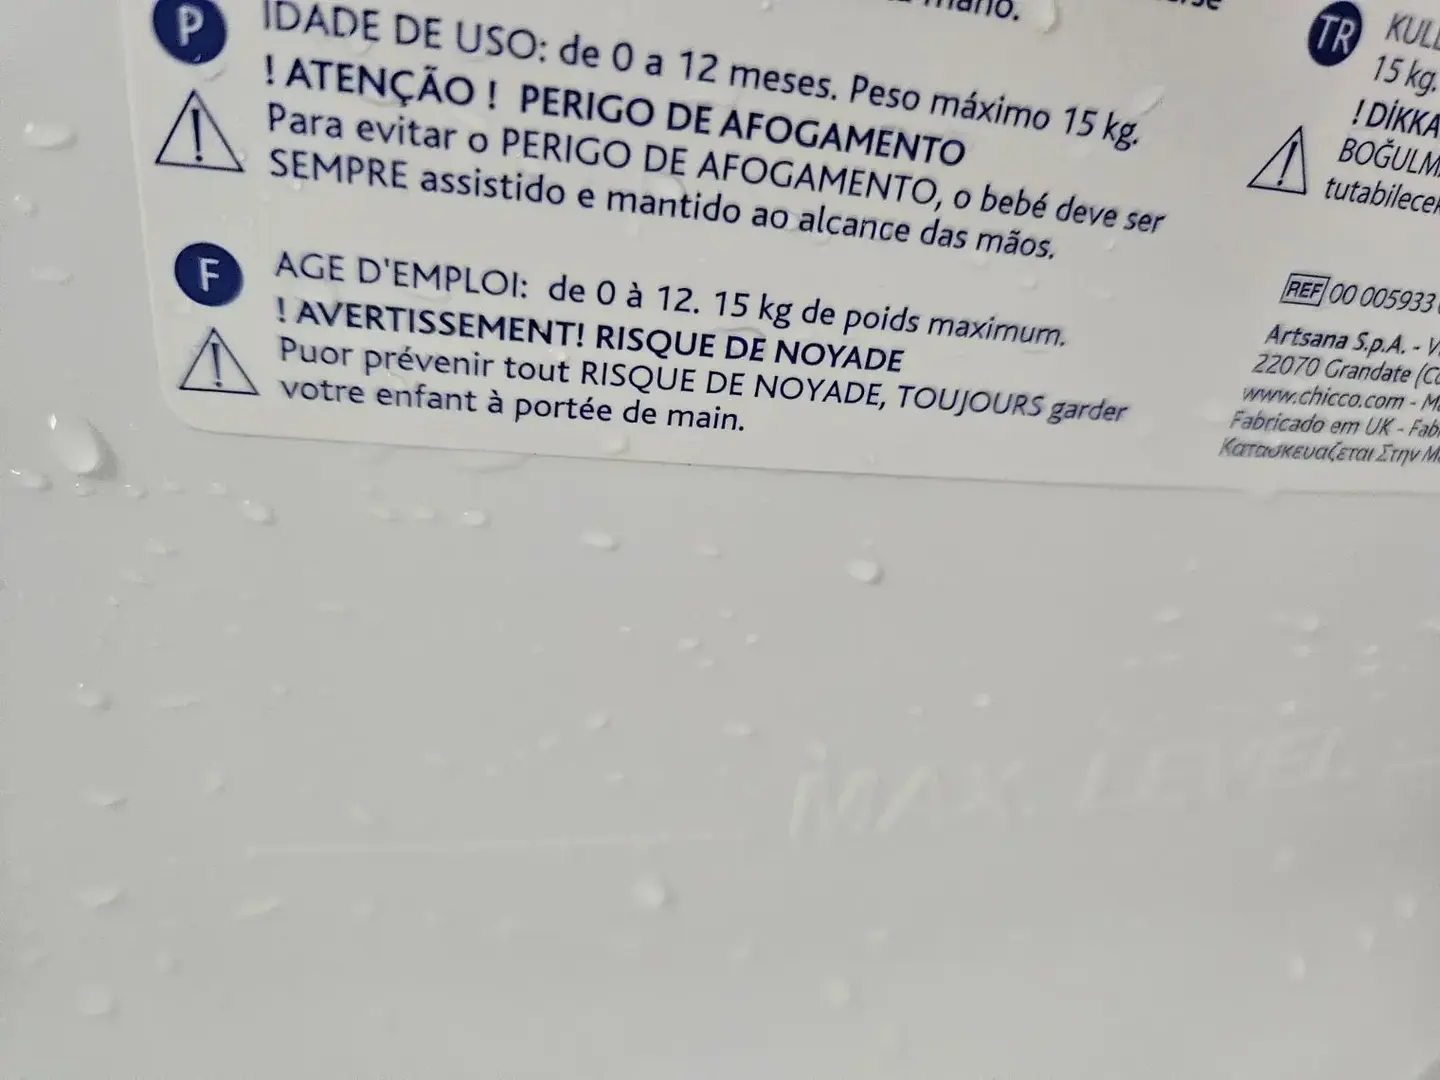 mano.
P
IDADE DE USO: de 0 a 12 meses. Peso máximo 15 kg.
! ATENÇÃO ! PERIGO DE AFOGAMENTO
Para evitar o PERIGO DE AFOGAMENTO, o bebé deve ser
SEMPRE assistido e mantido ao alcance das mãos.
F
AGE D'EMPLOI: de 0 à 12. 15 kg de poids maximum.
! AVERTISSEMENT! RISQUE DE NOYADE
Puor prévenir tout RISQUE DE NOYADE, TOUJOURS garder
votre enfant à portée de main.
TR
15 kg.
REF 00 005933
Artsana S.p.A. -
22070 Grandate
www.chicco.com -
Fabricado em UK -
Κατασκευάζεται Στην
MAX. LEVEL